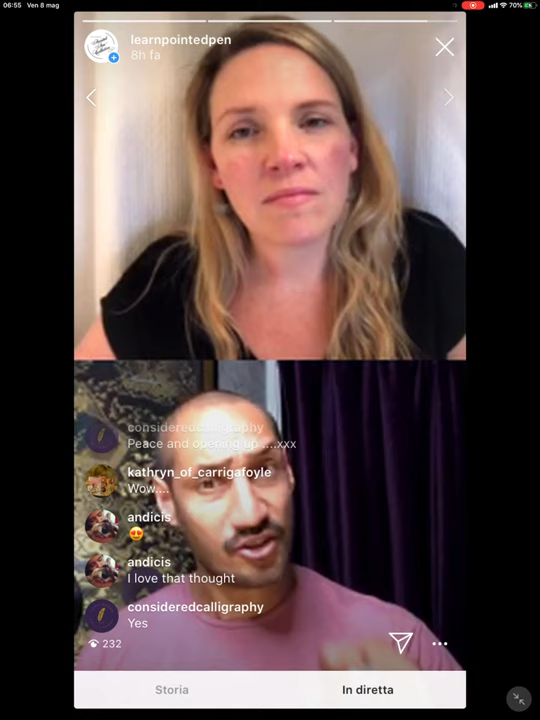 06:55 Ven 8 mag
70%
learnpointedpen
8h fa
consideredcalligraphy
Peace and opening up ....xxx
kathryn_of_carrigafoyle
Wow....
andicis
😍
andicis
I love that thought
consideredcalligraphy
Yes
232
Storia
In diretta